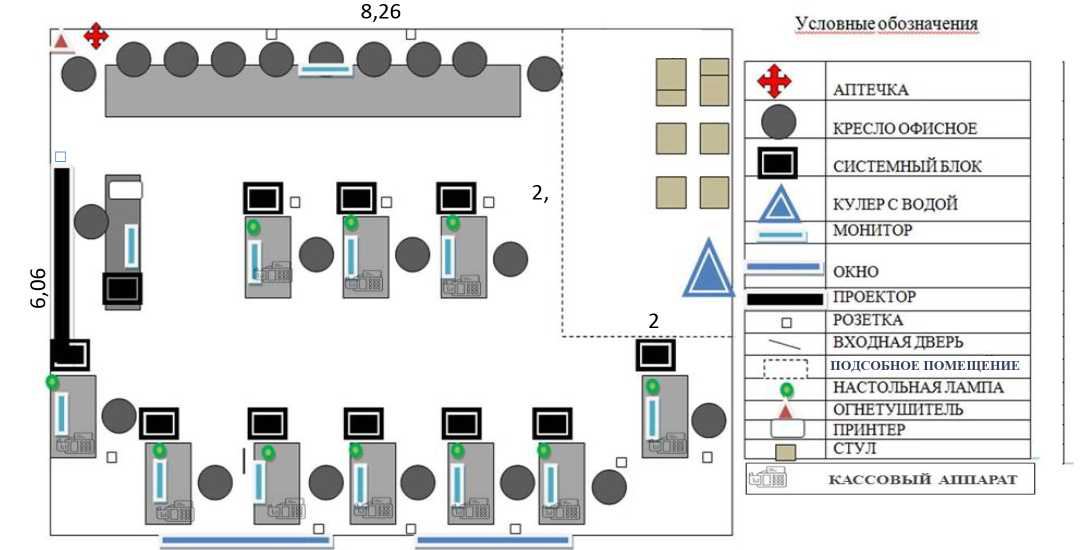 8,26
Условные обозначения
АПТЕЧКА
КРЕСЛО ОФИСНОЕ
СИСТЕМНЫЙ БЛОК
2,
КУЛЕР С ВОДОЙ
МОНИТОР
ОКНО
6,06
ПРОЕКТОР
2
РОЗЕТКА
ВХОДНАЯ ДВЕРЬ
ПОДСОБНОЕ ПОМЕЩЕНИЕ
НАСТОЛЬНАЯ ЛАМПА
ОГНЕТУШИТЕЛЬ
ПРИНТЕР
СТУЛ
КАССОВЫЙ АППАРАТ